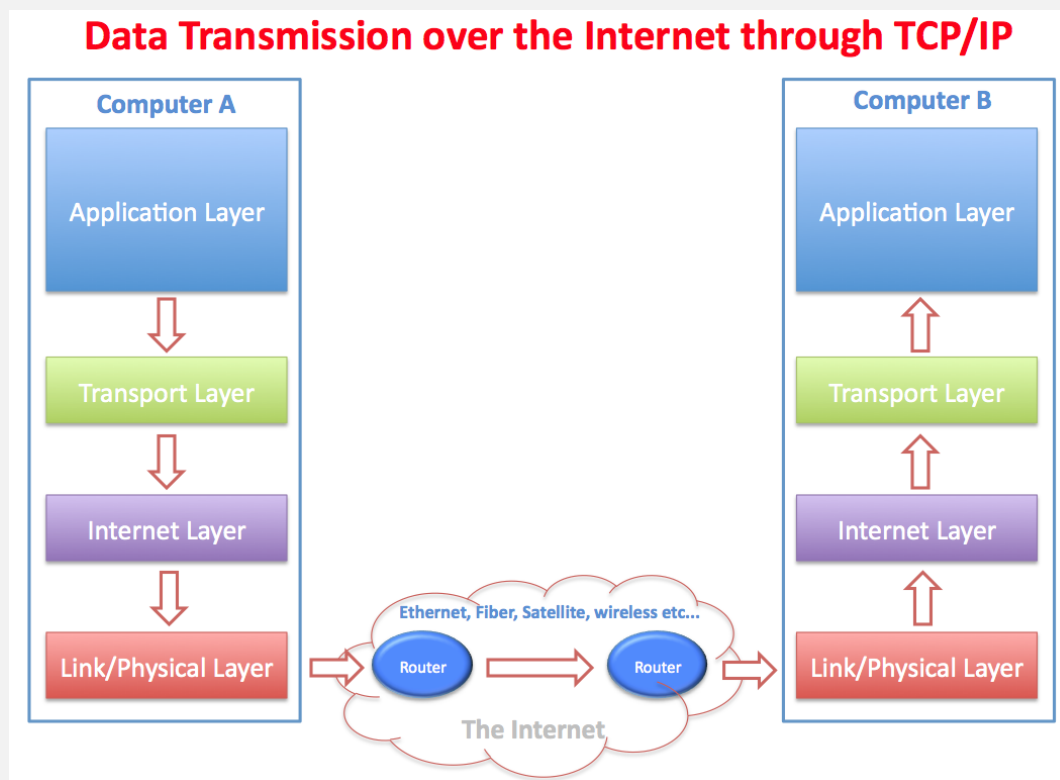 Data Transmission over the Internet through TCP/IP
Computer A
Application Layer
Transport Layer
Internet Layer
Link/Physical Layer
Ethernet, Fiber, Satellite, wireless etc...
Router
Router
The Internet
Computer B
Application Layer
Transport Layer
Internet Layer
Link/Physical Layer